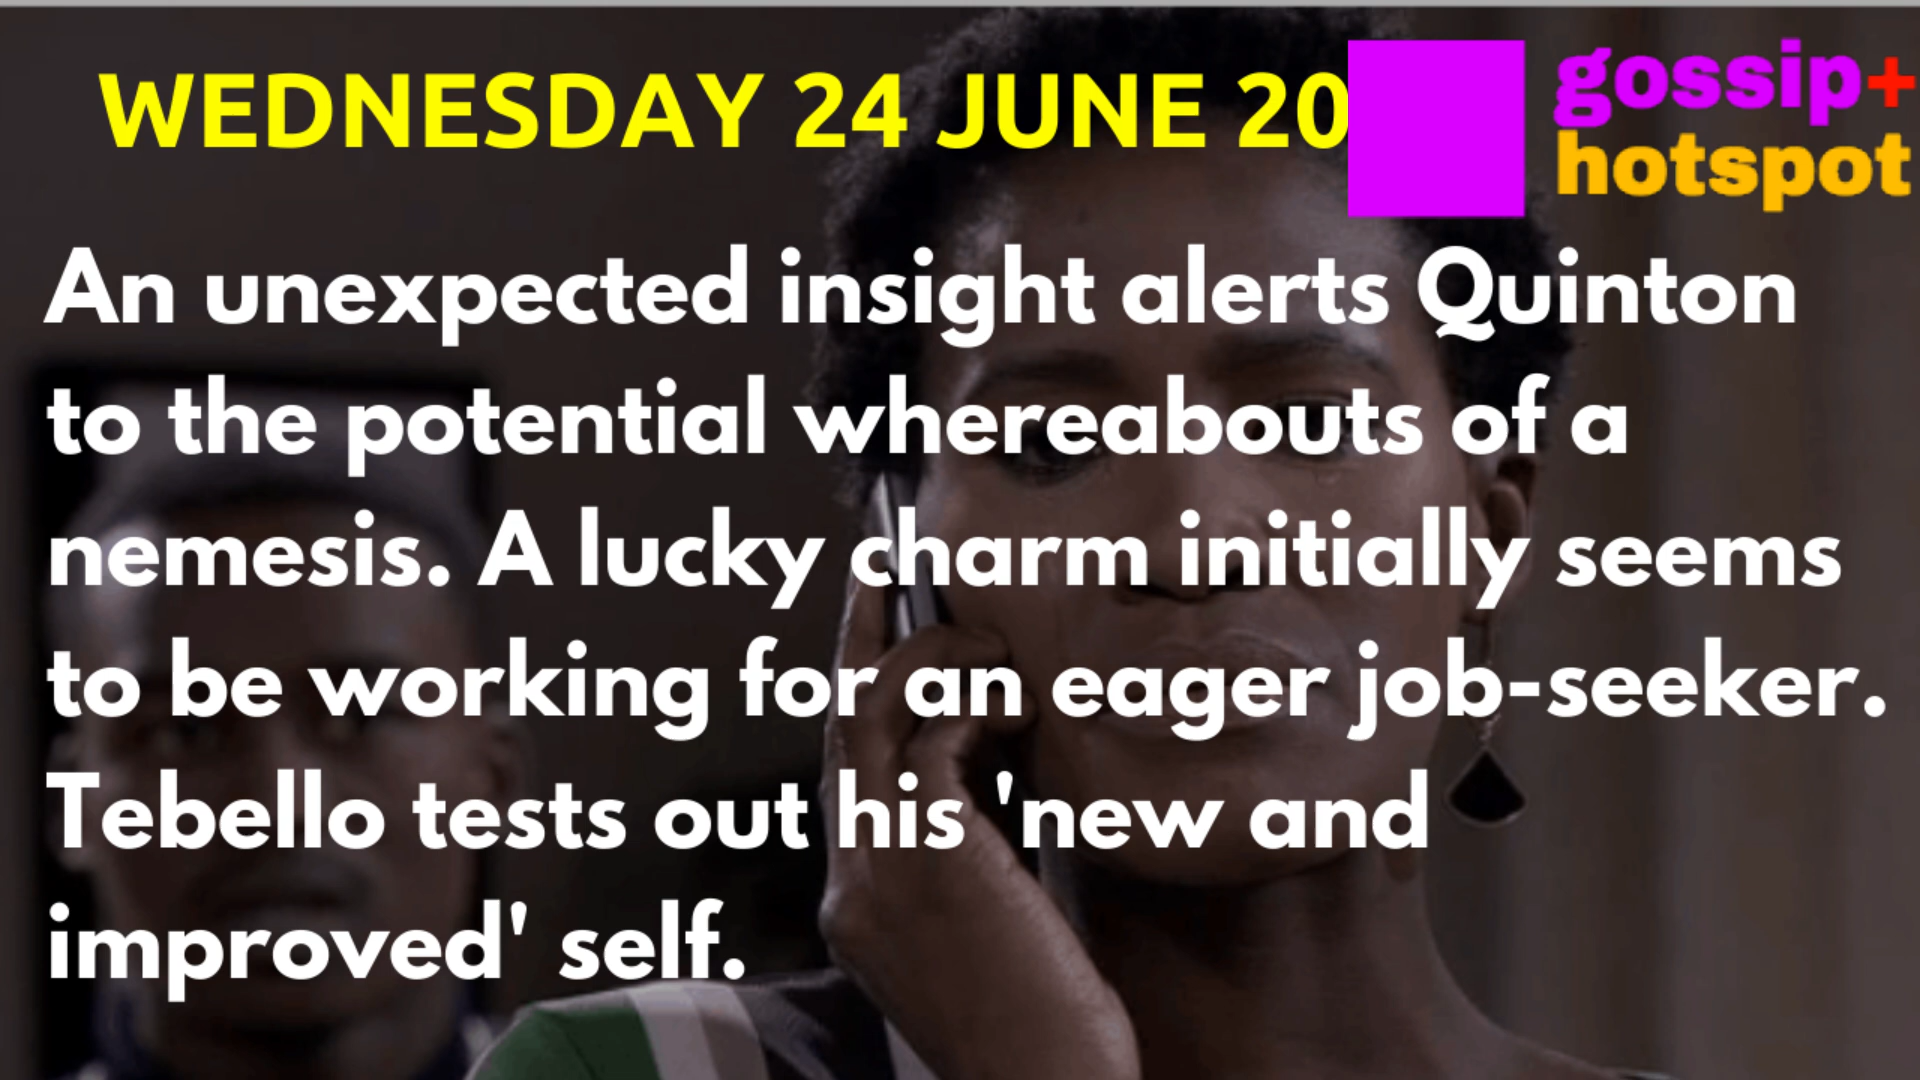 WEDNESDAY 24 JUNE 20
gossip+
hotspot
An unexpected insight alerts Quinton
to the potential whereabouts of a
nemesis. A lucky charm initially seems
to be working for an eager job-seeker.
Tebello tests out his 'new and
improved' self.